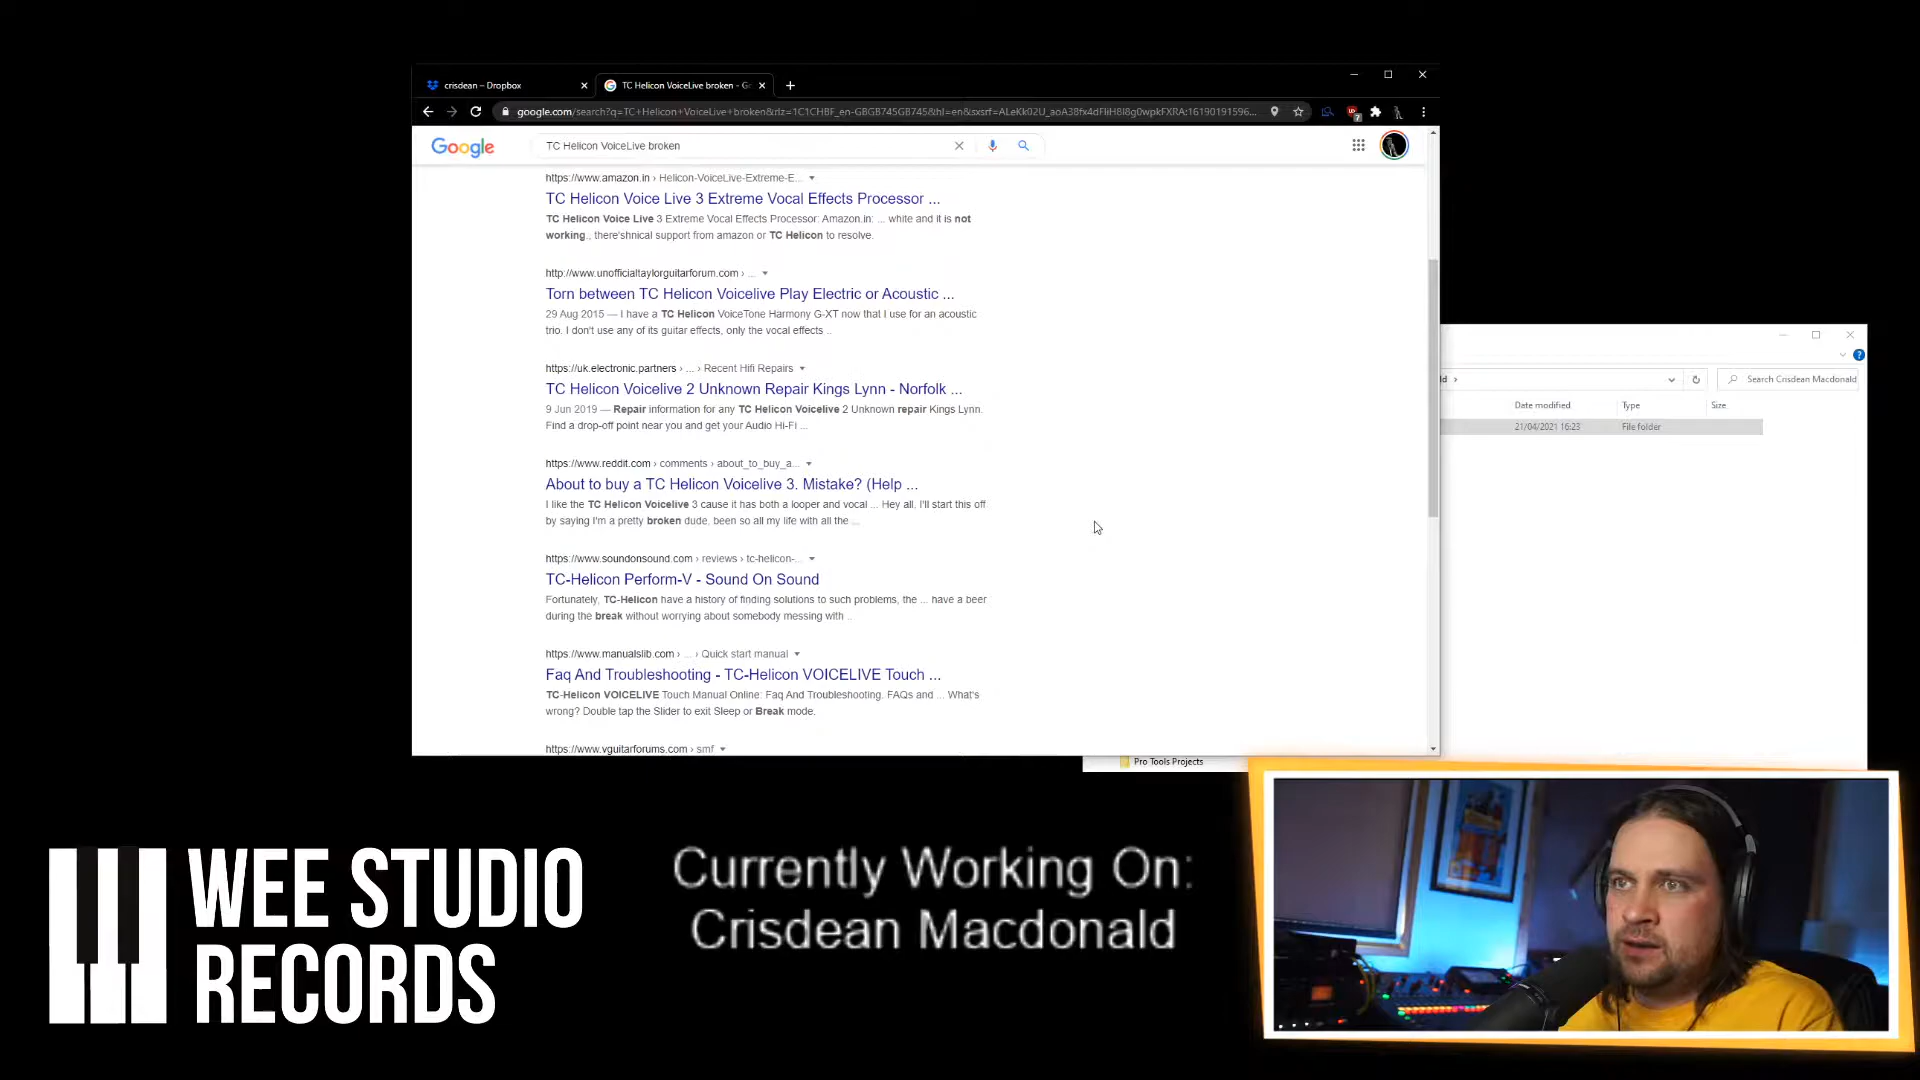 crisdean – Dropbox
TC Helicon VoiceLive broken - Go
Google
TC Helicon VoiceLive broken
https://www.amazon.in › Helicon-VoiceLive-Extreme-E...
TC Helicon Voice Live 3 Extreme Vocal Effects Processor ...
TC Helicon Voice Live 3 Extreme Vocal Effects Processor: Amazon.in: ... white and it is not
working., there'shnical support from amazon or TC Helicon to resolve.
http://www.unofficialtaylorguitarforum.com › ...
Torn between TC Helicon Voicelive Play Electric or Acoustic ...
29 Aug 2015 — I have a TC Helicon VoiceTone Harmony G-XT now that I use for an acoustic
trio. I don't use any of its guitar effects, only the vocal effects ..
https://uk.electronic.partners › ... › Recent Hifi Repairs
TC Helicon Voicelive 2 Unknown Repair Kings Lynn - Norfolk ...
9 Jun 2019 — Repair information for any TC Helicon Voicelive 2 Unknown repair Kings Lynn.
Find a drop-off point near you and get your Audio Hi-Fi ...
https://www.reddit.com › comments › about_to_buy_a...
About to buy a TC Helicon Voicelive 3. Mistake? (Help ...
I like the TC Helicon Voicelive 3 cause it has both a looper and vocal ... Hey all, I'll start this off
by saying I'm a pretty broken dude, been so all my life with all the ...
https://www.soundonsound.com › reviews › tc-helicon-...
TC-Helicon Perform-V - Sound On Sound
Fortunately, TC-Helicon have a history of finding solutions to such problems, the ... have a beer
during the break without worrying about somebody messing with ..
https://www.manualslib.com › ... › Quick start manual
Faq And Troubleshooting - TC-Helicon VOICELIVE Touch ...
TC-Helicon VOICELIVE Touch Manual Online: Faq And Troubleshooting. FAQs and ... What's
wrong? Double tap the Slider to exit Sleep or Break mode.
https://www.vguitarforums.com › smf
ld ›
Search Crisdean Macdonald
Date modified Type Size
21/04/2021 16:23 File folder
Pro Tools Projects
WEE STUDIO
RECORDS
Currently Working On:
Crisdean Macdonald